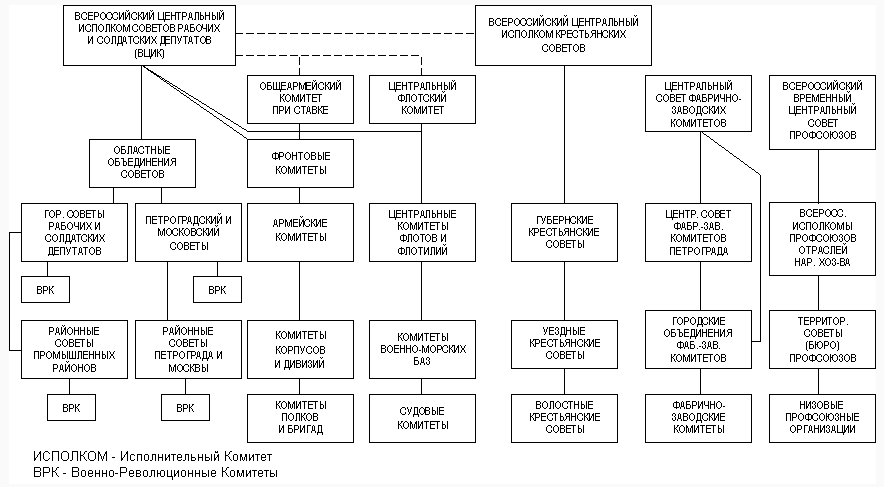 ВСЕРОССИЙСКИЙ ЦЕНТРАЛЬНЫЙ
ИСПОЛКОМ СОВЕТОВ РАБОЧИХ
И СОЛДАТСКИХ ДЕПУТАТОВ
(ВЦИК)
ВСЕРОССИЙСКИЙ ЦЕНТРАЛЬНЫЙ
ИСПОЛКОМ КРЕСТЬЯНСКИХ
СОВЕТОВ
ОБЩЕАРМЕЙСКИЙ
КОМИТЕТ
ПРИ СТАВКЕ
ЦЕНТРАЛЬНЫЙ
ФЛОТСКИЙ
КОМИТЕТ
ЦЕНТРАЛЬНЫЙ
СОВЕТ ФАБРИЧНО-
ЗАВОДСКИХ
КОМИТЕТОВ
ВСЕРОССИЙСКИЙ
ВРЕМЕННЫЙ
ЦЕНТРАЛЬНЫЙ
СОВЕТ
ПРОФСОЮЗОВ
ОБЛАСТНЫЕ
ОБЪЕДИНЕНИЯ
СОВЕТОВ
ФРОНТОВЫЕ
КОМИТЕТЫ
ГОР. СОВЕТЫ
РАБОЧИХ И
СОЛДАТСКИХ
ДЕПУТАТОВ
ПЕТРОГРАДСКИЙ И
МОСКОВСКИЙ
СОВЕТЫ
АРМЕЙСКИЕ
КОМИТЕТЫ
ЦЕНТРАЛЬНЫЕ
КОМИТЕТЫ
ФЛОТОВ И
ФЛОТИЛИЙ
ГУБЕРНСКИЕ
КРЕСТЬЯНСКИЕ
СОВЕТЫ
ЦЕНТР. СОВЕТ
ФАБР.-ЗАВ.
КОМИТЕТОВ
ПЕТРОГРАДА
ВСЕРОСС.
ИСПОЛКОМЫ
ПРОФСОЮЗОВ
ОТРАСЛЕЙ
НАР. ХОЗ-ВА
ВРК
ВРК
РАЙОННЫЕ
СОВЕТЫ
ПРОМЫШЛЕННЫХ
РАЙОНОВ
РАЙОННЫЕ
СОВЕТЫ
ПЕТРОГРАДА И
МОСКВЫ
КОМИТЕТЫ
КОРПУСОВ
И ДИВИЗИЙ
КОМИТЕТЫ
ВОЕННО-МОРСКИХ
БАЗ
УЕЗДНЫЕ
КРЕСТЬЯНСКИЕ
СОВЕТЫ
ГОРОДСКИЕ
ОБЪЕДИНЕНИЯ
ФАБ.-ЗАВ.
КОМИТЕТОВ
ТЕРРИТОР.
СОВЕТЫ
(БЮРО)
ПРОФСОЮЗОВ
ВРК
ВРК
КОМИТЕТЫ
ПОЛКОВ
И БРИГАД
СУДОВЫЕ
КОМИТЕТЫ
ВОЛОСТНЫЕ
КРЕСТЬЯНСКИЕ
СОВЕТЫ
ФАБРИЧНО-
ЗАВОДСКИЕ
КОМИТЕТЫ
НИЗОВЫЕ
ПРОФСОЮЗНЫЕ
ОРГАНИЗАЦИИ
ИСПОЛКОМ - Исполнительный Комитет
ВРК - Военно-Революционные Комитеты